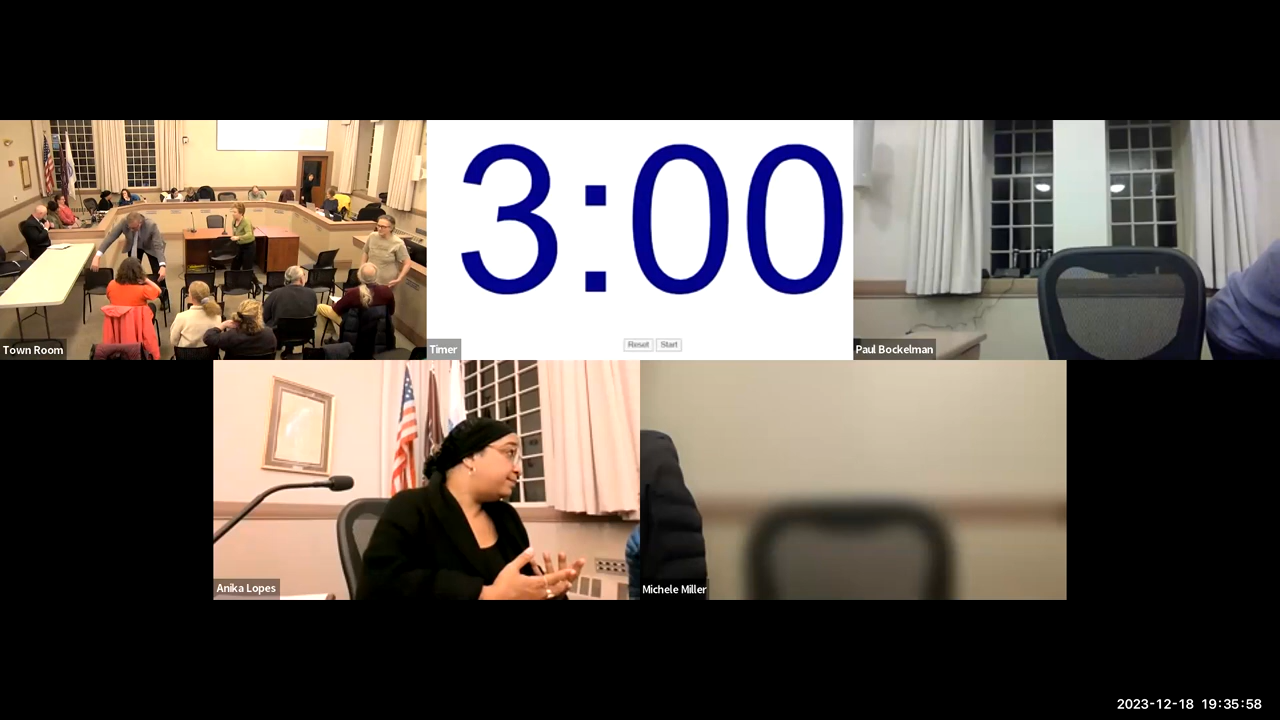 3:00
Reset Start
Town Room
Timer
Paul Bockelman
Anika Lopes
Michele Miller
2023-12-18 19:35:58